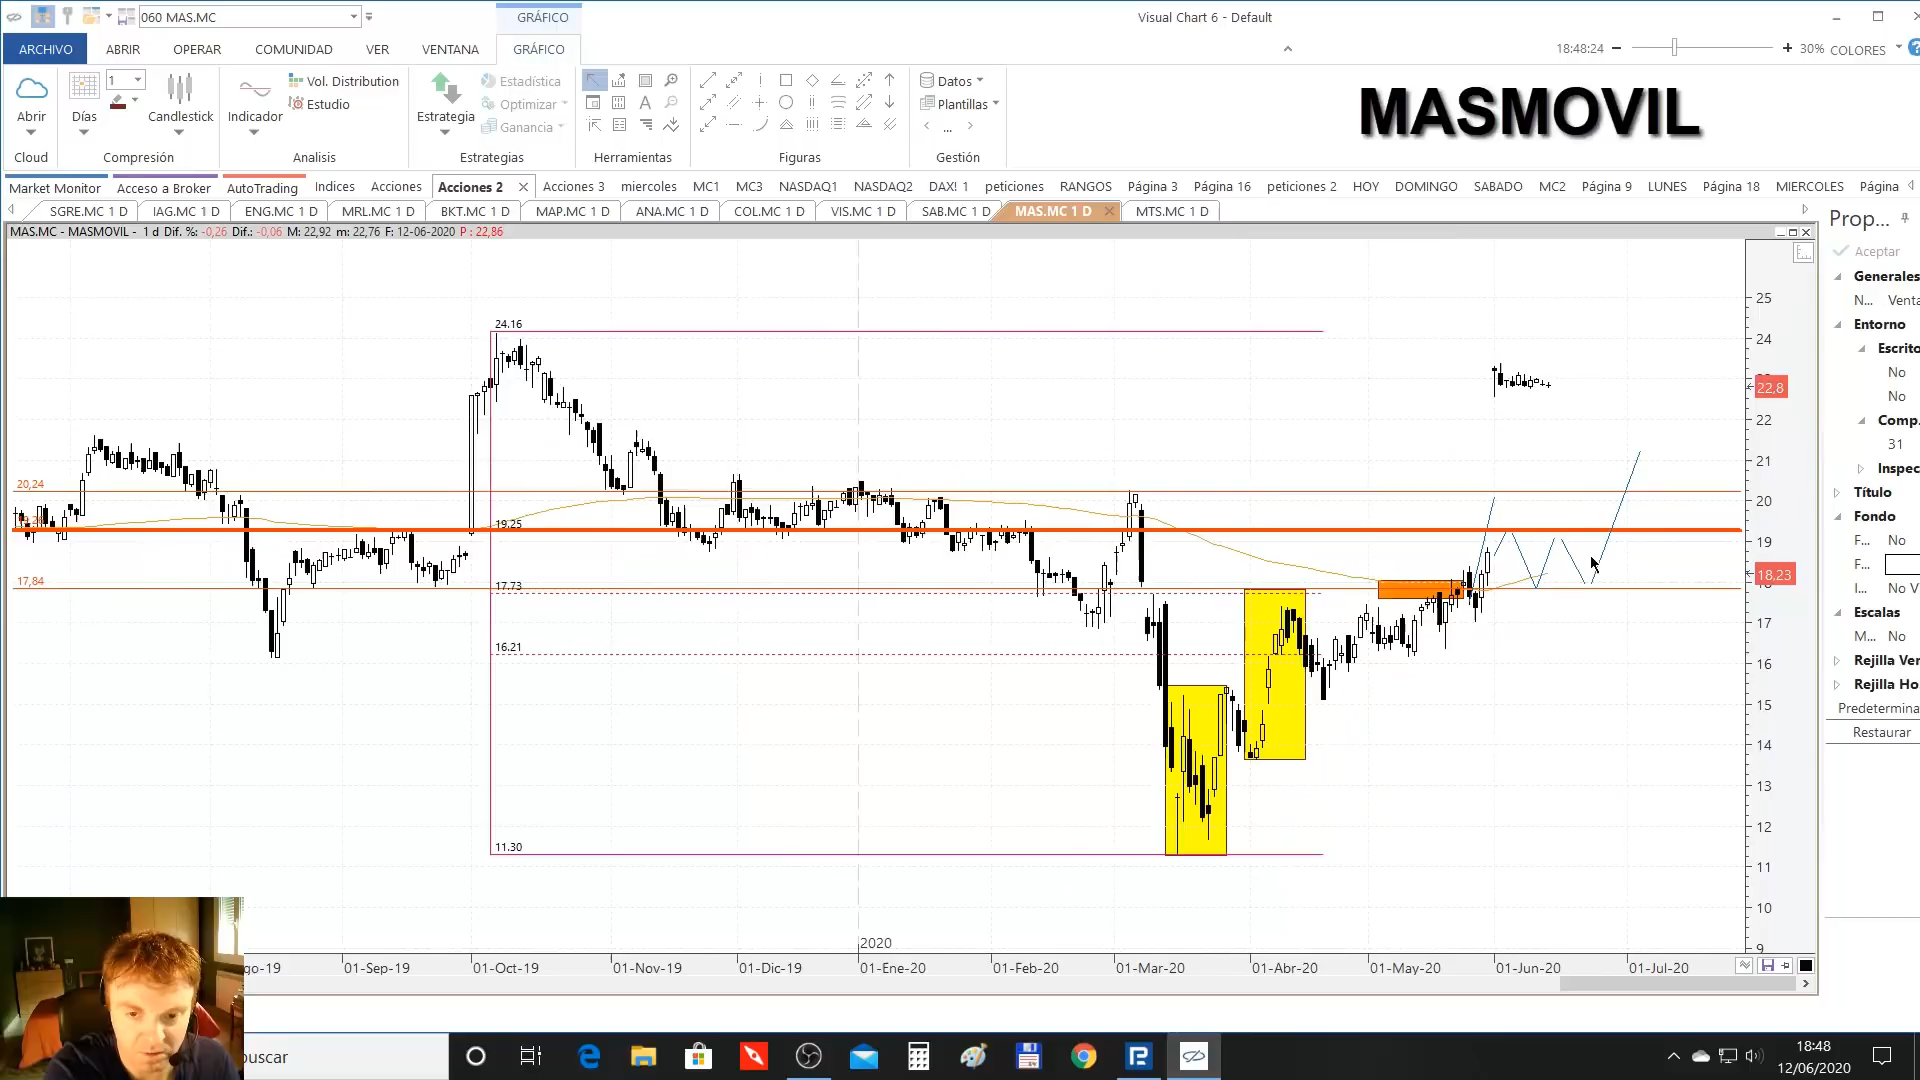 060 MAS.MC
GRÁFICO
Visual Chart 6 - Default
ARCHIVO
ABRIR
OPERAR
COMUNIDAD
VER
VENTANA
GRÁFICO
18:48:24
30%
COLORES
Abrir
Cloud
Días
1
Candlestick
Compresión
Indicador
Vol. Distribution
Estudio
Analisis
Estrategia
Estadística
Optimizar
Ganancia
Estrategias
Herramientas
Figuras
Datos
Plantillas
...
Gestión
MASMOVIL
Market Monitor
Acceso a Broker
AutoTrading
Indices
Acciones
Acciones 2
Acciones 3
miercoles
MC1
MC3
NASDAQ1
NASDAQ2
DAX! 1
peticiones
RANGOS
Página 3
Página 16
peticiones 2
HOY
DOMINGO
SABADO
MC2
Página 9
LUNES
Página 18
MIERCOLES
Página
SGRE.MC 1 D
IAG.MC 1 D
ENG.MC 1 D
MRL.MC 1 D
BKT.MC 1 D
MAP.MC 1 D
ANA.MC 1 D
COL.MC 1 D
VIS.MC 1 D
SAB.MC 1 D
MAS.MC 1 D
MTS.MC 1 D
MAS.MC - MASMOVIL - 1 d Dif. %: -0,26 Dif.: -0,06 M: 22,92 m: 22,76 F: 12-06-2020 P : 22,86
Prop...
Aceptar
Generales
N... Venta
Entorno
Escrito
No
No
Comp.
31
Inspec
Título
Fondo
F... No
F...
I... No V
Escalas
M... No
Rejilla Ver
Rejilla Ho
Predetermina
Restaurar
24.16
20,24
19.25
17,84
17.73
16.21
11.30
25
24
22,8
22
21
20
19
18,23
17
16
15
14
13
12
11
10
9
2020
go-19
01-Sep-19
01-Oct-19
01-Nov-19
01-Dic-19
01-Ene-20
01-Feb-20
01-Mar-20
01-Abr-20
01-May-20
01-Jun-20
01-Jul-20
buscar
18:48
12/06/2020